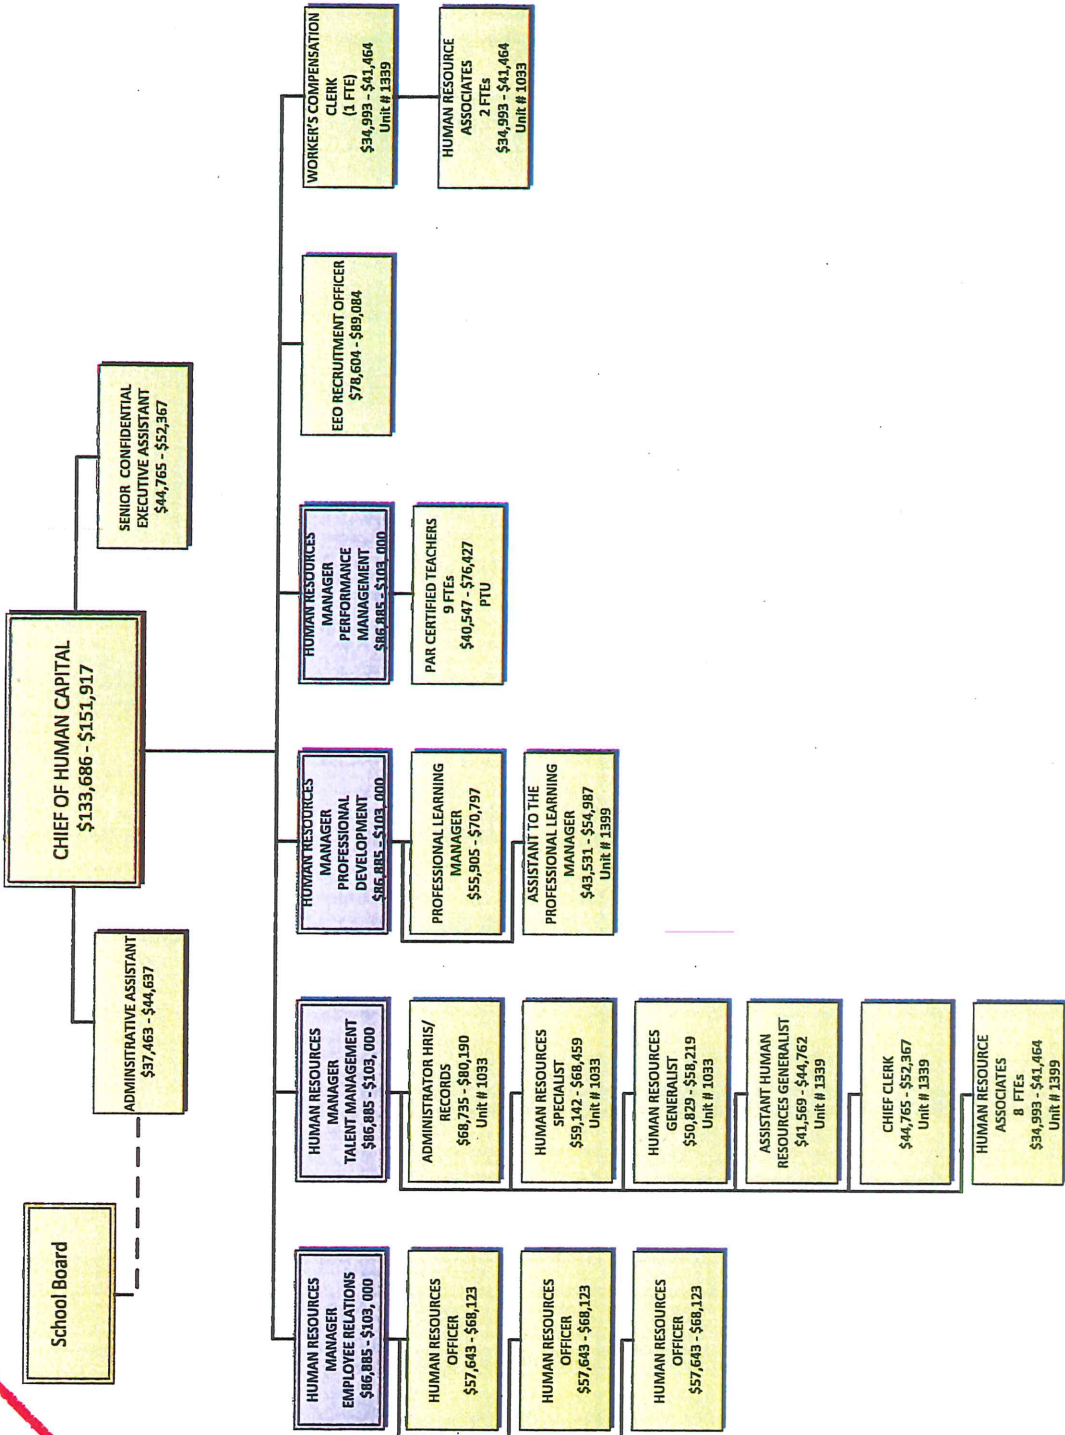 School Board
ADMINSITRATIVE ASSISTANT
$37,463 - $44,637
CHIEF OF HUMAN CAPITAL
$133,686 - $151,917
SENIOR CONFIDENTIAL
EXECUTIVE ASSISTANT
$44,765 - $52,367
HUMAN RESOURCES
MANAGER
EMPLOYEE RELATIONS
$86,885 - $103, 000
HUMAN RESOURCES
OFFICER
$57,643 - $68,123
HUMAN RESOURCES
OFFICER
$57,643 - $68,123
HUMAN RESOURCES
OFFICER
$57,643 - $68,123
HUMAN RESOURCES
MANAGER
TALENT MANAGEMENT
$86,885 - $103, 000
ADMINISTRATOR HRIS/
RECORDS
$68,735 - $80,190
Unit # 1033
HUMAN RESOURCES
SPECIALIST
$59,142 - $68,459
Unit # 1033
HUMAN RESOURCES
GENERALIST
$50,829 - $58,219
Unit # 1033
ASSISTANT HUMAN
RESOURCES GENERALIST
$41,569 - $44,762
Unit # 1339
CHIEF CLERK
$44,765 - $52,367
Unit # 1339
HUMAN RESOURCE
ASSOCIATES
8 FTEs
$34,993 - $41,464
Unit # 1399
HUMAN RESOURCES
MANAGER
PROFESSIONAL
DEVELOPMENT
$86,885 - $103, 000
PROFESSIONAL LEARNING
MANAGER
$55,905 - $70,797
ASSISTANT TO THE
PROFESSIONAL LEARNING
MANAGER
$43,531 - $54,987
Unit # 1399
HUMAN RESOURCES
MANAGER
PERFORMANCE
MANAGEMENT
$86,885 - $103, 000
PAR CERTIFIED TEACHERS
9 FTEs
$40,547 - $76,427
PTU
EEO RECRUITMENT OFFICER
$78,604 - $89,084
WORKER'S COMPENSATION
CLERK
(1 FTE)
$34,993 - $41,464
Unit # 1339
HUMAN RESOURCE
ASSOCIATES
2 FTEs
$34,993 - $41,464
Unit # 1033